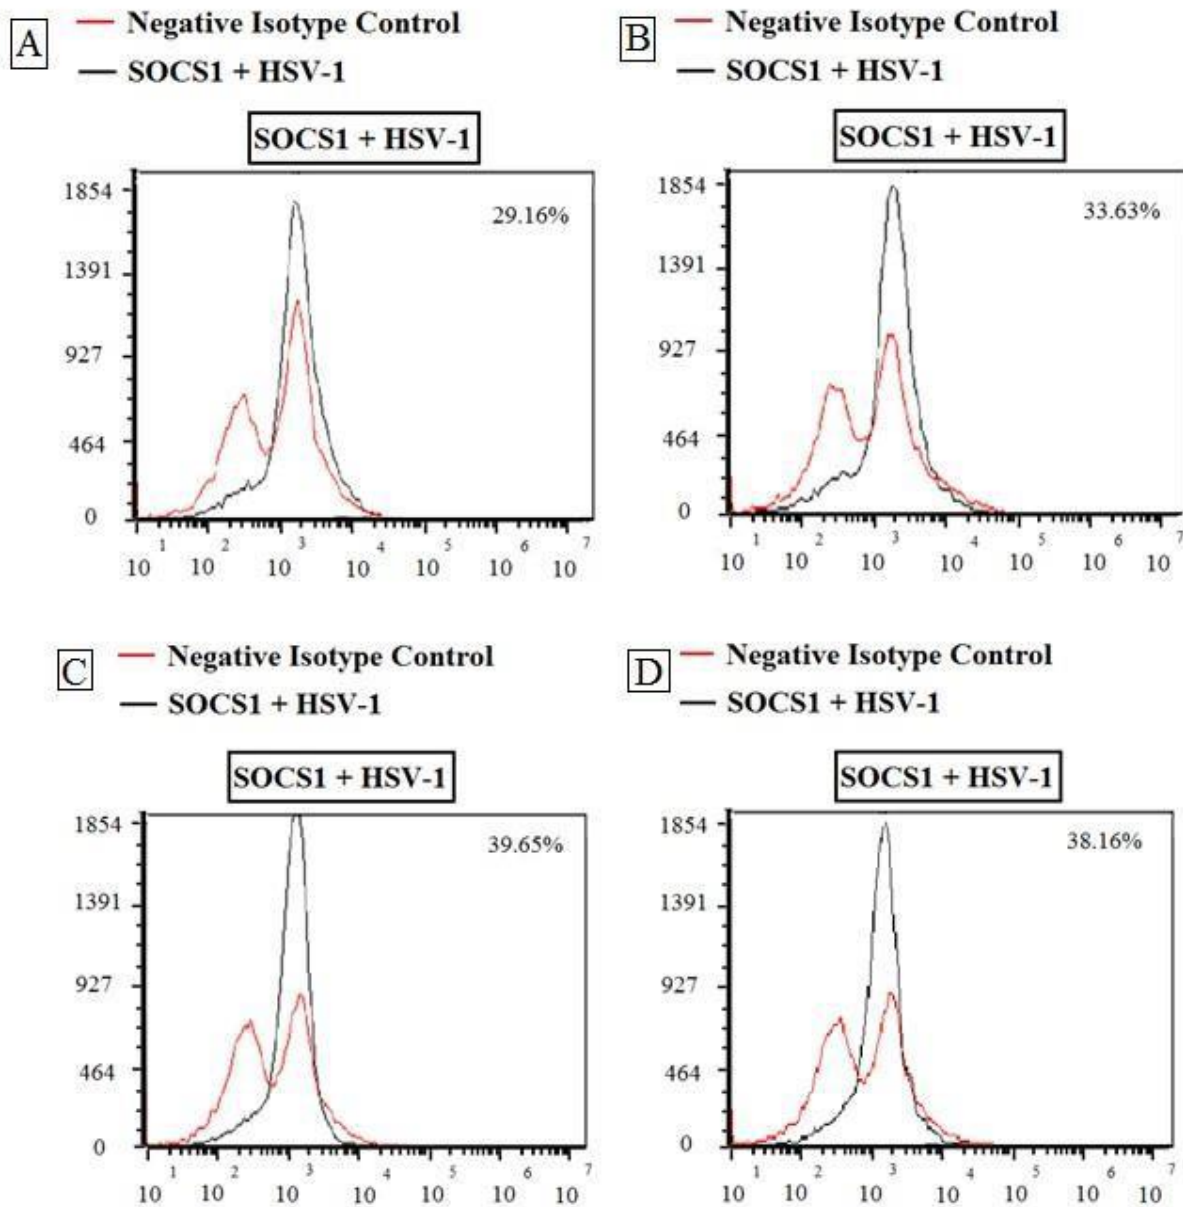 A
Negative Isotype Control
SOCS1 + HSV-1
SOCS1 + HSV-1
29.16%
1854
1391
927
464
0
10 1 10 2 10 3 10 4 10 5 10 6 10 7
B
Negative Isotype Control
SOCS1 + HSV-1
SOCS1 + HSV-1
33.63%
1854
1391
927
464
0
10 1 10 2 10 3 10 4 10 5 10 6 10 7
C
Negative Isotype Control
SOCS1 + HSV-1
SOCS1 + HSV-1
39.65%
1854
1391
927
464
0
10 1 10 2 10 3 10 4 10 5 10 6 10 7
D
Negative Isotype Control
SOCS1 + HSV-1
SOCS1 + HSV-1
38.16%
1854
1391
927
464
0
10 1 10 2 10 3 10 4 10 5 10 6 10 7